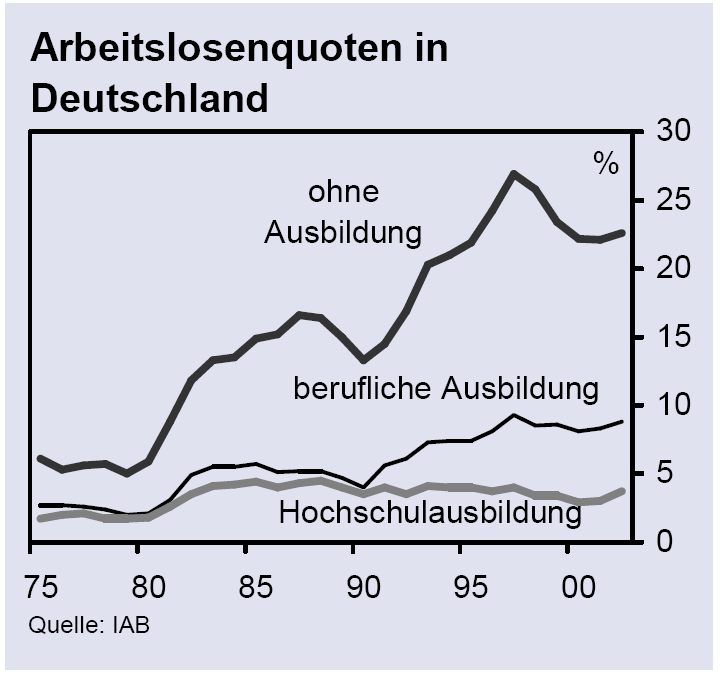 Arbeitslosenquoten in
Deutschland
30
%
ohne
Ausbildung
25
20
15
berufliche Ausbildung
10
5
Hochschulausbildung
0
75 80 85 90 95 00
Quelle: IAB